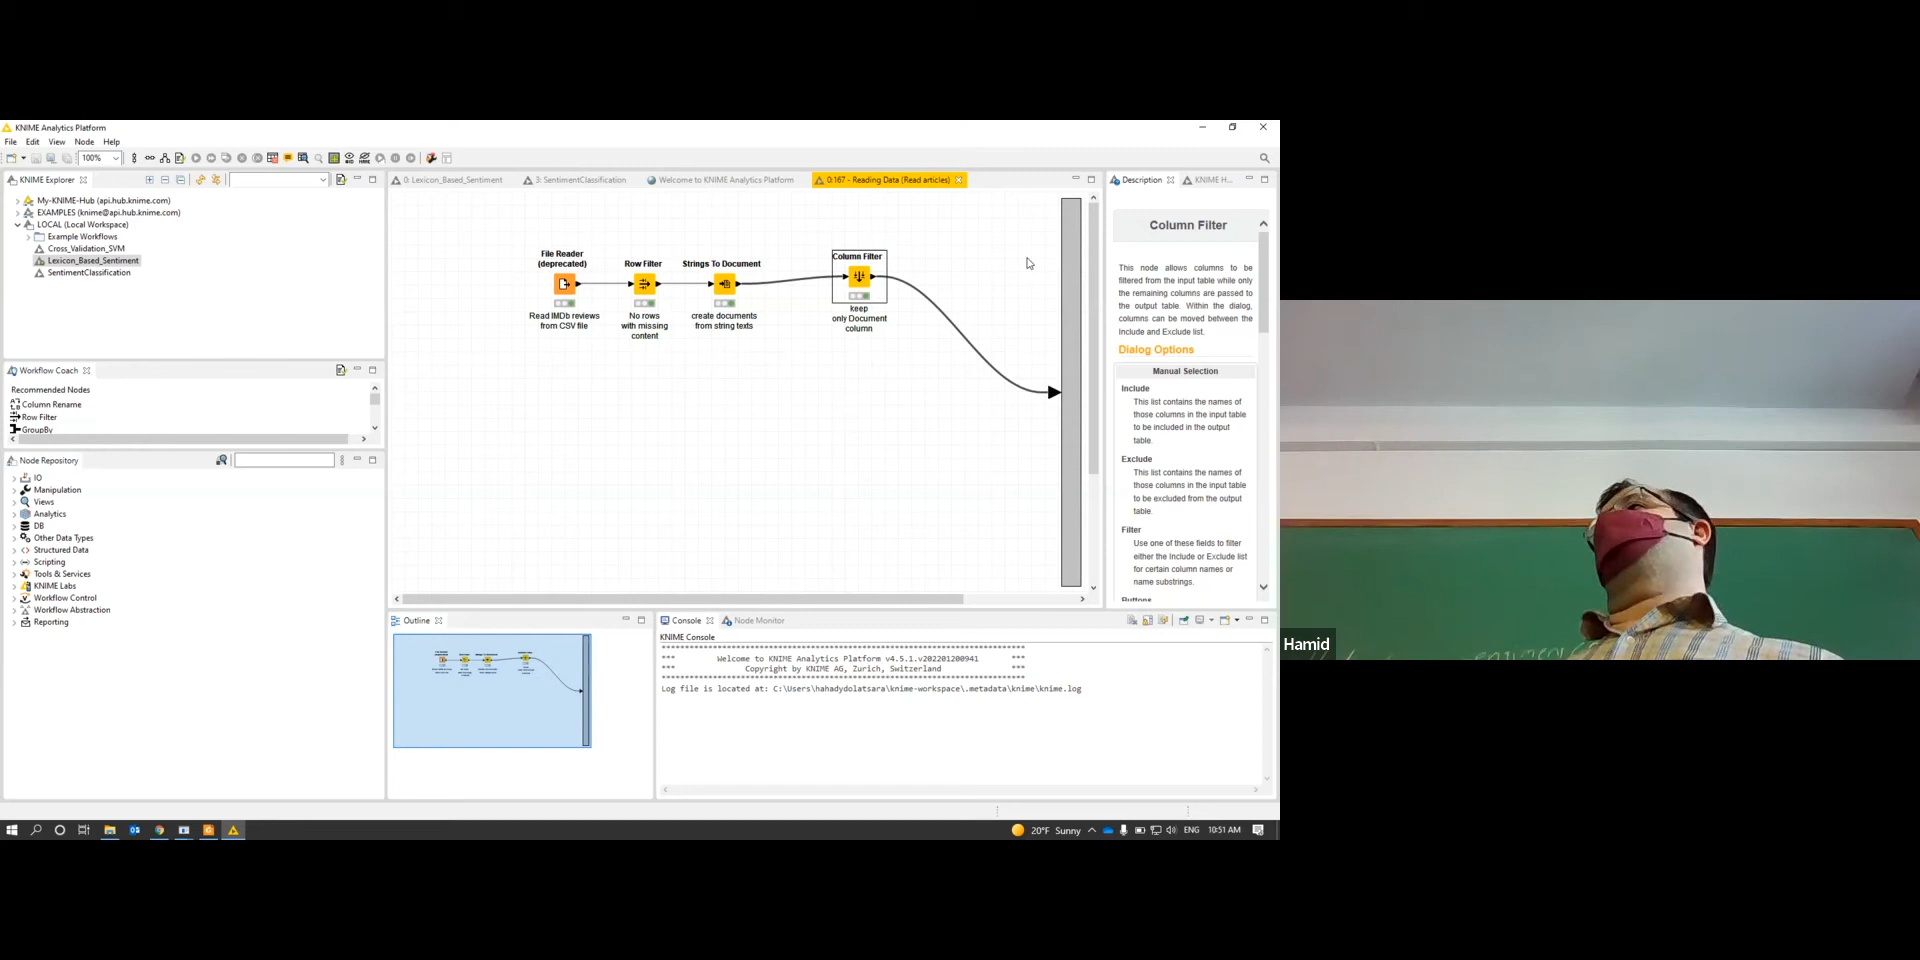 KNIME Analytics Platform
File Edit View Node Help
100%
KNIME Explorer
My-KNIME-Hub (api.hub.knime.com)
EXAMPLES (knime@api.hub.knime.com)
LOCAL (Local Workspace)
Example Workflows
Cross_Validation_SVM
Lexicon_Based_Sentiment
SentimentClassification
Workflow Coach
Recommended Nodes
Column Rename
Row Filter
GroupBy
Node Repository
IO
Manipulation
Views
Analytics
DB
Other Data Types
Structured Data
Scripting
Tools & Services
KNIME Labs
Workflow Control
Workflow Abstraction
Reporting
0: Lexicon_Based_Sentiment
3: SentimentClassification
Welcome to KNIME Analytics Platform
0:167 - Reading Data (Read articles)
File Reader
(deprecated)
Read IMDb reviews
from CSV file
Row Filter
No rows
with missing
content
Strings To Document
create documents
from string texts
Column Filter
keep
only Document
column
Outline
Console
Node Monitor
KNIME Console
*** Welcome to KNIME Analytics Platform v4.5.1.v202201200941 ***
*** Copyright by KNIME AG, Zurich, Switzerland ***
Log file is located at: C:\Users\hahadydolatsara\knime-workspace\.metadata\knime\knime.log
Description
KNIME H...
Column Filter
This node allows columns to be
filtered from the input table while only
the remaining columns are passed to
the output table. Within the dialog,
columns can be moved between the
Include and Exclude list.
Dialog Options
Manual Selection
Include
This list contains the names of
those columns in the input table
to be included in the output
table.
Exclude
This list contains the names of
those columns in the input table
to be excluded from the output
table.
Filter
Use one of these fields to filter
either the Include or Exclude list
for certain column names or
name substrings.
Buttons
20°F Sunny
ENG
10:51 AM
Hamid